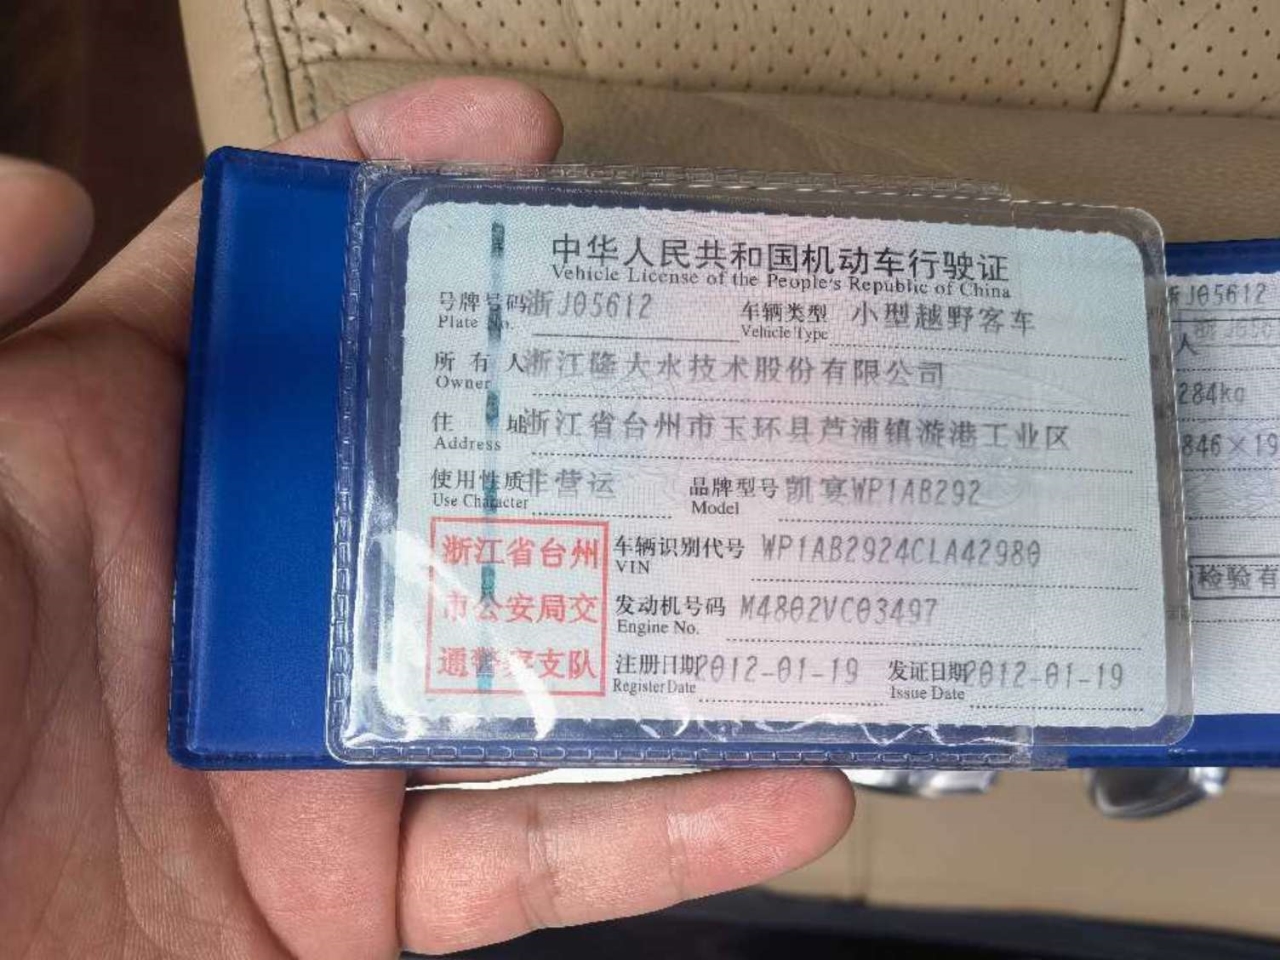 中华人民共和国机动车行驶证
Vehicle License of the People's Republic of China
号牌号码 浙J05612 车辆类型 小型越野客车
Plate No. Vehicle Type
所有人 浙江隆大水技术股份有限公司
Owner
住址 浙江省台州市玉环县芦浦镇漩港工业区
Address
使用性质 非营运 品牌型号 凯宴WP1AB292
Use Character Model
浙江省台州
市公安局交
通警察支队
车辆识别代号 WP1AB2924CLA42980
VIN
发动机号码 M4802VC03497
Engine No.
注册日期 2012-01-19 发证日期 2012-01-19
Register Date Issue Date
J05612
人
284kg
846×19
检验有